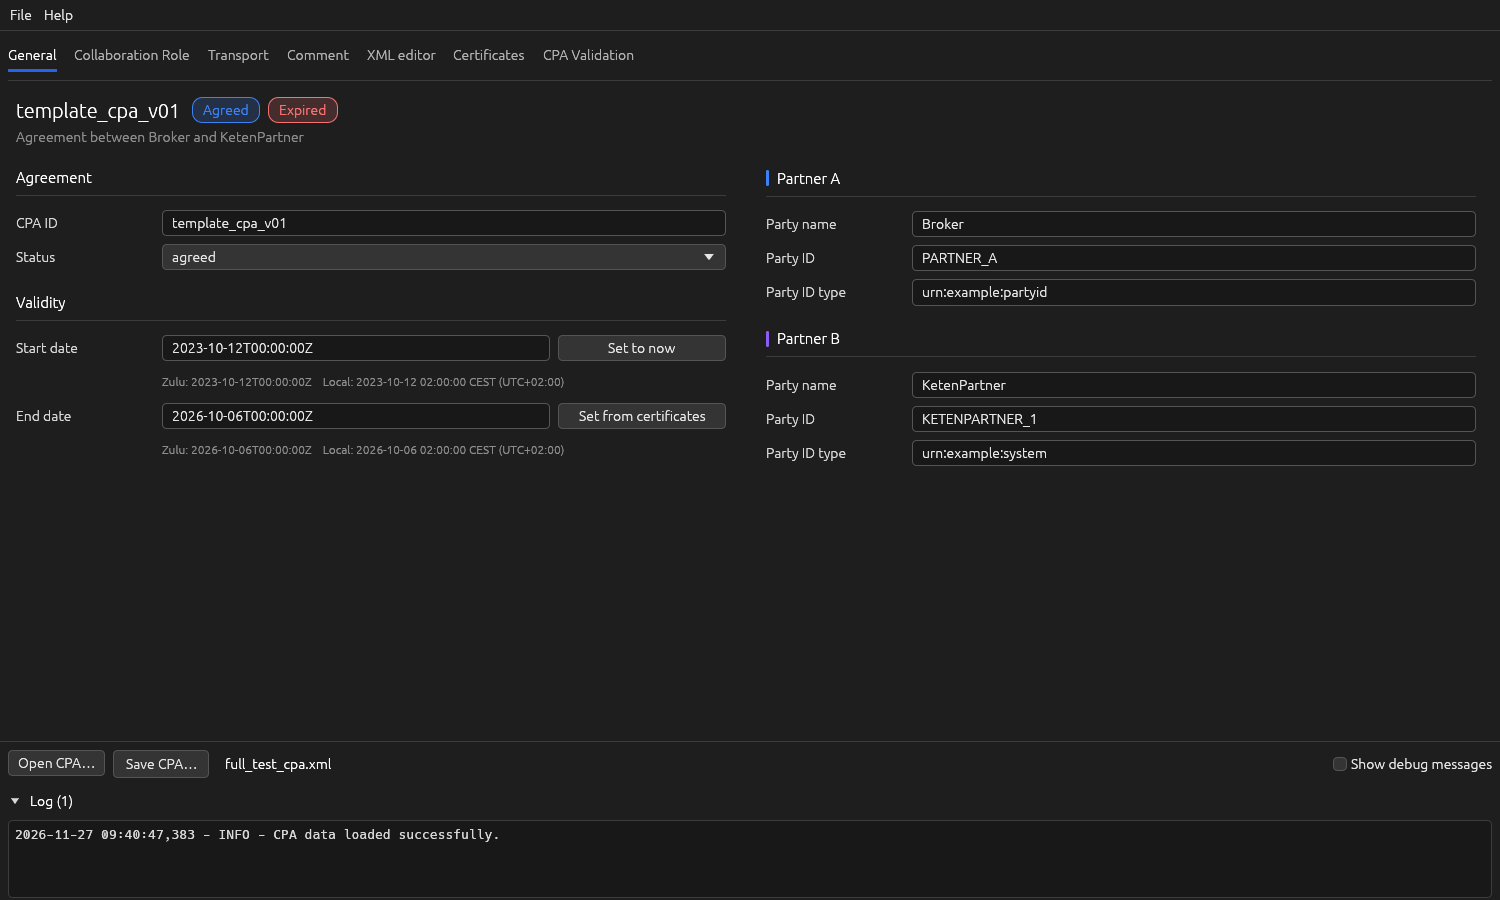 File Help
General Collaboration Role Transport Comment XML editor Certificates CPA Validation
template_cpa_v01 Agreed Expired
Agreement between Broker and KetenPartner
Agreement
CPA ID template_cpa_v01
Status agreed
Validity
Start date 2023-10-12T00:00:00Z Set to now
Zulu: 2023-10-12T00:00:00Z Local: 2023-10-12 02:00:00 CEST (UTC+02:00)
End date 2026-10-06T00:00:00Z Set from certificates
Zulu: 2026-10-06T00:00:00Z Local: 2026-10-06 02:00:00 CEST (UTC+02:00)
Partner A
Party name Broker
Party ID PARTNER_A
Party ID type urn:example:partyid
Partner B
Party name KetenPartner
Party ID KETENPARTNER_1
Party ID type urn:example:system
Open CPA... Save CPA... full_test_cpa.xml Show debug messages
Log (1)
2026-11-27 09:40:47,383 - INFO - CPA data loaded successfully.